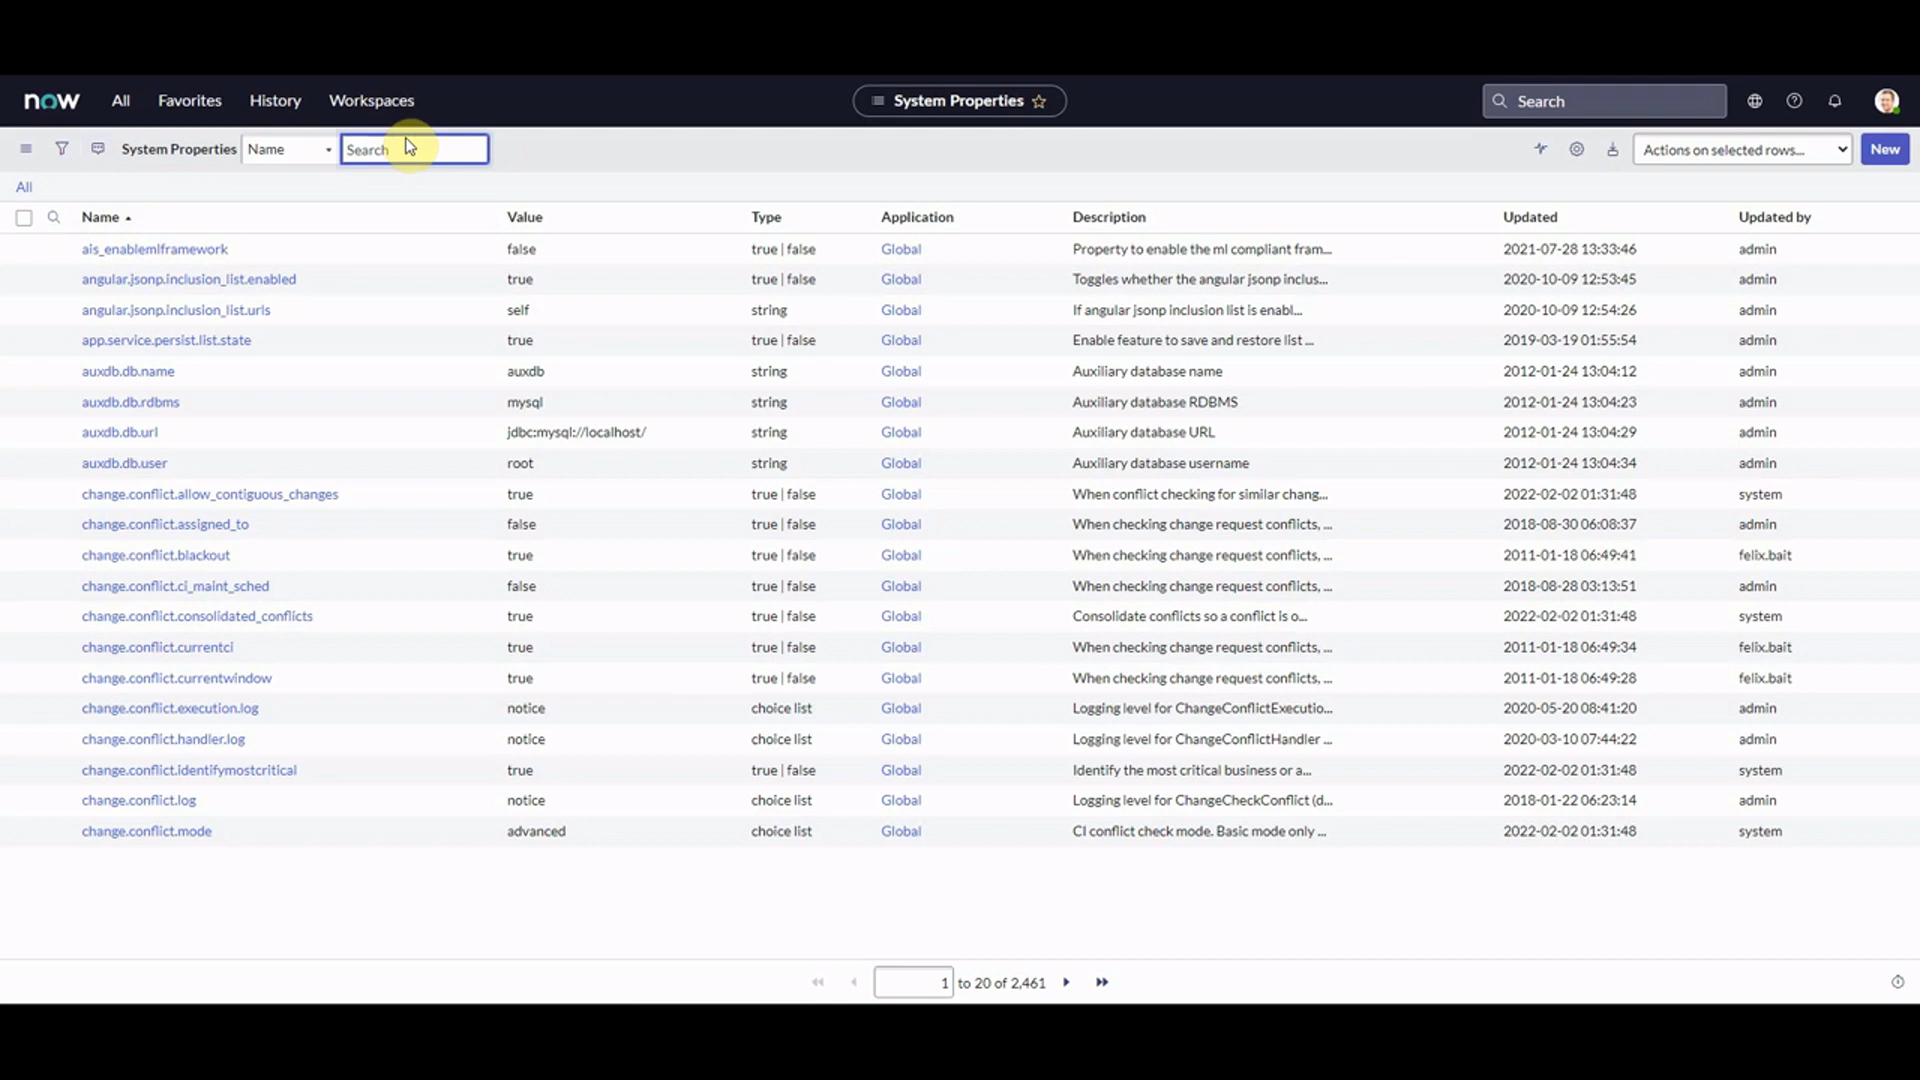 now All Favorites History Workspaces System Properties Search
System Properties Name Search Actions on selected rows... New
All
Name Value Type Application Description Updated Updated by
ais_enablemlframework false true | false Global Property to enable the ml compliant fram... 2021-07-28 13:33:46 admin
angular.jsonp.inclusion_list.enabled true true | false Global Toggles whether the angular jsonp inclus... 2020-10-09 12:53:45 admin
angular.jsonp.inclusion_list.urls self string Global If angular jsonp inclusion list is enabl... 2020-10-09 12:54:26 admin
app.service.persist.list.state true true | false Global Enable feature to save and restore list ... 2019-03-19 01:55:54 admin
auxdb.db.name auxdb string Global Auxiliary database name 2012-01-24 13:04:12 admin
auxdb.db.rdbms mysql string Global Auxiliary database RDBMS 2012-01-24 13:04:23 admin
auxdb.db.url jdbc:mysql://localhost/ string Global Auxiliary database URL 2012-01-24 13:04:29 admin
auxdb.db.user root string Global Auxiliary database username 2012-01-24 13:04:34 admin
change.conflict.allow_contiguous_changes true true | false Global When conflict checking for similar chang... 2022-02-02 01:31:48 system
change.conflict.assigned_to false true | false Global When checking change request conflicts, ... 2018-08-30 06:08:37 admin
change.conflict.blackout true true | false Global When checking change request conflicts, ... 2011-01-18 06:49:41 felix.bait
change.conflict.ci_maint_sched false true | false Global When checking change request conflicts, ... 2018-08-28 03:13:51 admin
change.conflict.consolidated_conflicts true true | false Global Consolidate conflicts so a conflict is o... 2022-02-02 01:31:48 system
change.conflict.currentci true true | false Global When checking change request conflicts, ... 2011-01-18 06:49:34 felix.bait
change.conflict.currentwindow true true | false Global When checking change request conflicts, ... 2011-01-18 06:49:28 felix.bait
change.conflict.execution.log notice choice list Global Logging level for ChangeConflictExecutio... 2020-05-20 08:41:20 admin
change.conflict.handler.log notice choice list Global Logging level for ChangeConflictHandler ... 2020-03-10 07:44:22 admin
change.conflict.identifymostcritical true true | false Global Identify the most critical business or a... 2022-02-02 01:31:48 system
change.conflict.log notice choice list Global Logging level for ChangeCheckConflict (d... 2018-01-22 06:23:14 admin
change.conflict.mode advanced choice list Global CI conflict check mode. Basic mode only ... 2022-02-02 01:31:48 system
1 to 20 of 2,461